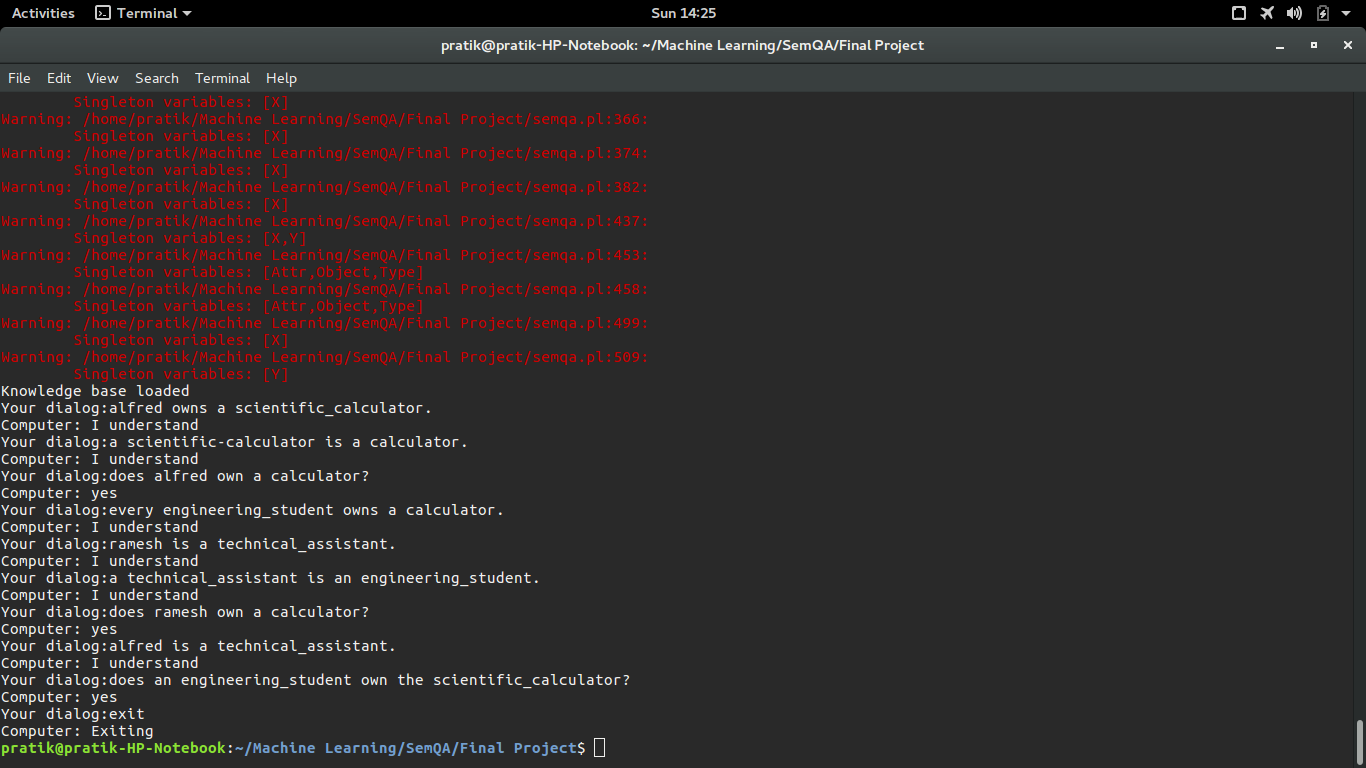 Activities Terminal Sun 14:25
pratik@pratik-HP-Notebook: ~/Machine Learning/SemQA/Final Project
File Edit View Search Terminal Help
Singleton variables: [X]
Warning: /home/pratik/Machine Learning/SemQA/Final Project/semqa.pl:366:
Singleton variables: [X]
Warning: /home/pratik/Machine Learning/SemQA/Final Project/semqa.pl:374:
Singleton variables: [X]
Warning: /home/pratik/Machine Learning/SemQA/Final Project/semqa.pl:382:
Singleton variables: [X]
Warning: /home/pratik/Machine Learning/SemQA/Final Project/semqa.pl:437:
Singleton variables: [X,Y]
Warning: /home/pratik/Machine Learning/SemQA/Final Project/semqa.pl:453:
Singleton variables: [Attr,Object,Type]
Warning: /home/pratik/Machine Learning/SemQA/Final Project/semqa.pl:458:
Singleton variables: [Attr,Object,Type]
Warning: /home/pratik/Machine Learning/SemQA/Final Project/semqa.pl:499:
Singleton variables: [X]
Warning: /home/pratik/Machine Learning/SemQA/Final Project/semqa.pl:509:
Singleton variables: [Y]
Knowledge base loaded
Your dialog:alfred owns a scientific_calculator.
Computer: I understand
Your dialog:a scientific-calculator is a calculator.
Computer: I understand
Your dialog:does alfred own a calculator?
Computer: yes
Your dialog:every engineering_student owns a calculator.
Computer: I understand
Your dialog:ramesh is a technical_assistant.
Computer: I understand
Your dialog:a technical_assistant is an engineering_student.
Computer: I understand
Your dialog:does ramesh own a calculator?
Computer: yes
Your dialog:alfred is a technical_assistant.
Computer: I understand
Your dialog:does an engineering_student own the scientific_calculator?
Computer: yes
Your dialog:exit
Computer: Exiting
pratik@pratik-HP-Notebook:~/Machine Learning/SemQA/Final Project$